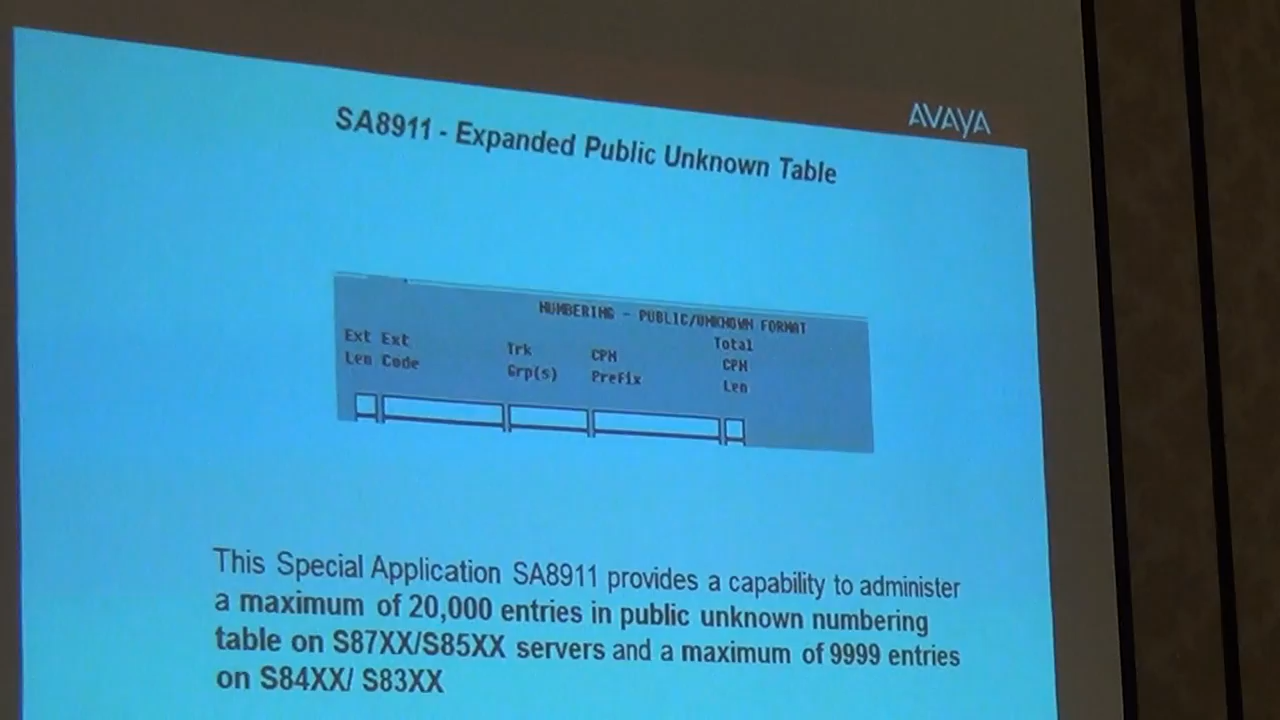 AVAYA
SA8911 - Expanded Public Unknown Table
NUMBERING - PUBLIC/UNKNOWN FORMAT
Ext Ext Trk CPN Total
Len Code Grp(s) Prefix CPN
Len
This Special Application SA8911 provides a capability to administer
a maximum of 20,000 entries in public unknown numbering
table on S87XX/S85XX servers and a maximum of 9999 entries
on S84XX/ S83XX